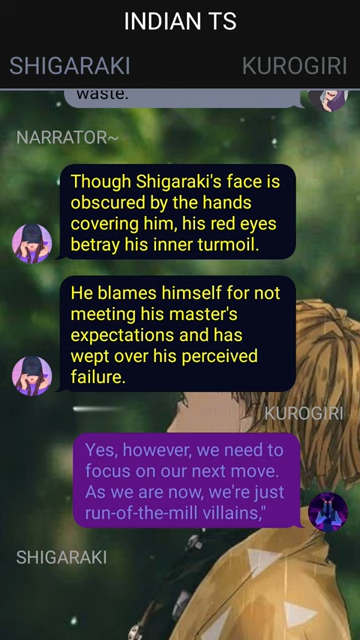 INDIAN TS
SHIGARAKI
KUROGIRI
waste.
NARRATOR~
Though Shigaraki's face is
obscured by the hands
covering him, his red eyes
betray his inner turmoil.
He blames himself for not
meeting his master's
expectations and has
wept over his perceived
failure.
KUROGIRI
Yes, however, we need to
focus on our next move.
As we are now, we're just
run-of-the-mill villains,"
SHIGARAKI